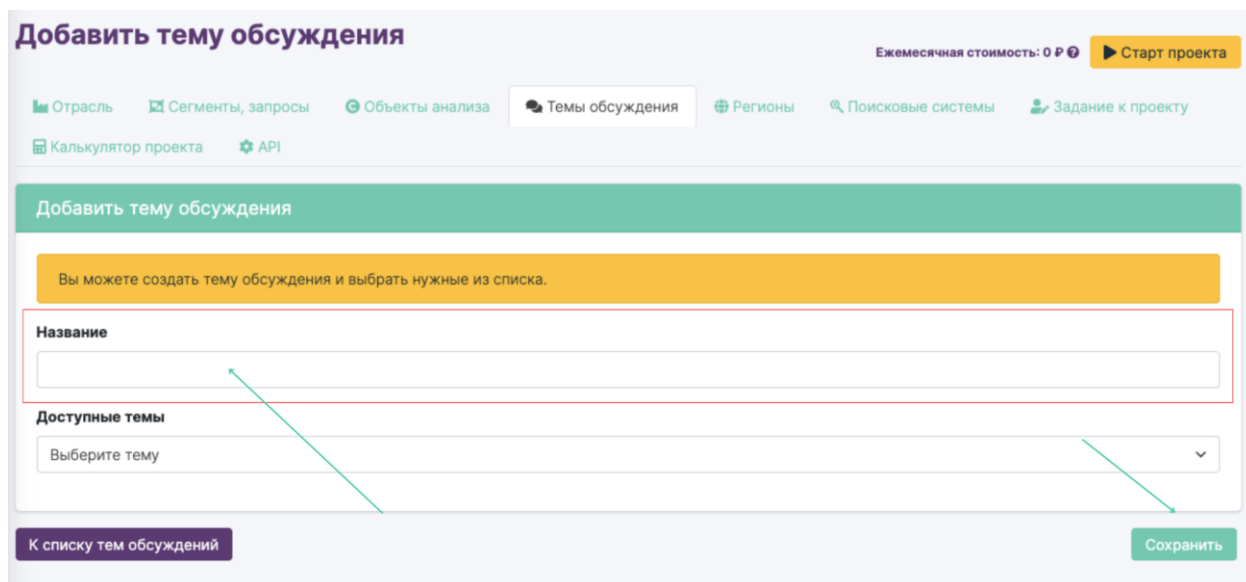 Добавить тему обсуждения
Ежемесячная стоимость: 0 ₽
Старт проекта
Отрасль
Сегменты, запросы
Объекты анализа
Темы обсуждения
Регионы
Поисковые системы
Задание к проекту
Калькулятор проекта
API
Добавить тему обсуждения
Вы можете создать тему обсуждения и выбрать нужные из списка.
Название
Доступные темы
Выберите тему
К списку тем обсуждений
Сохранить